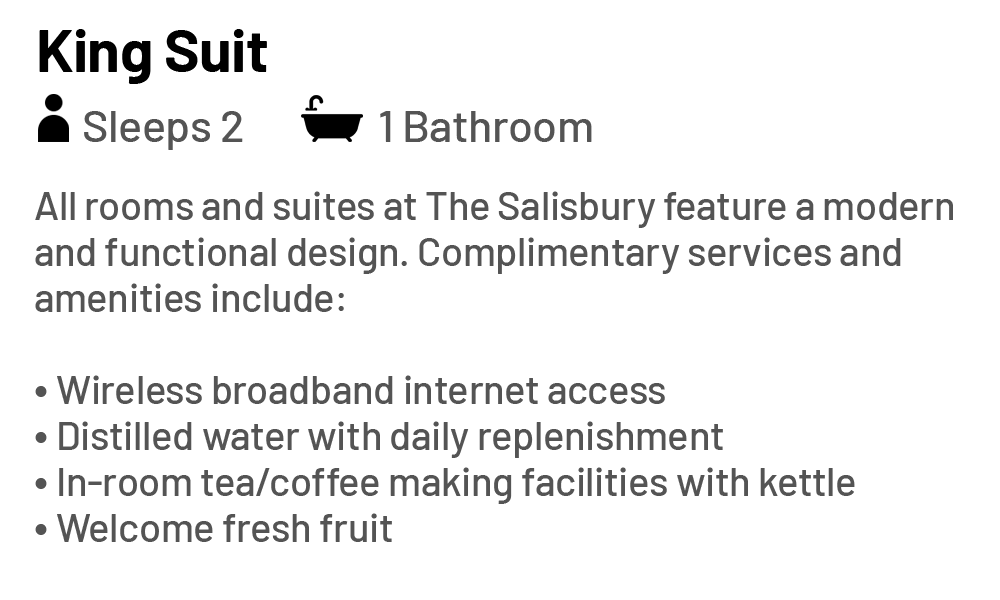 King Suit
Sleeps 2 1 Bathroom
All rooms and suites at The Salisbury feature a modern
and functional design. Complimentary services and
amenities include:
• Wireless broadband internet access
• Distilled water with daily replenishment
• In-room tea/coffee making facilities with kettle
• Welcome fresh fruit